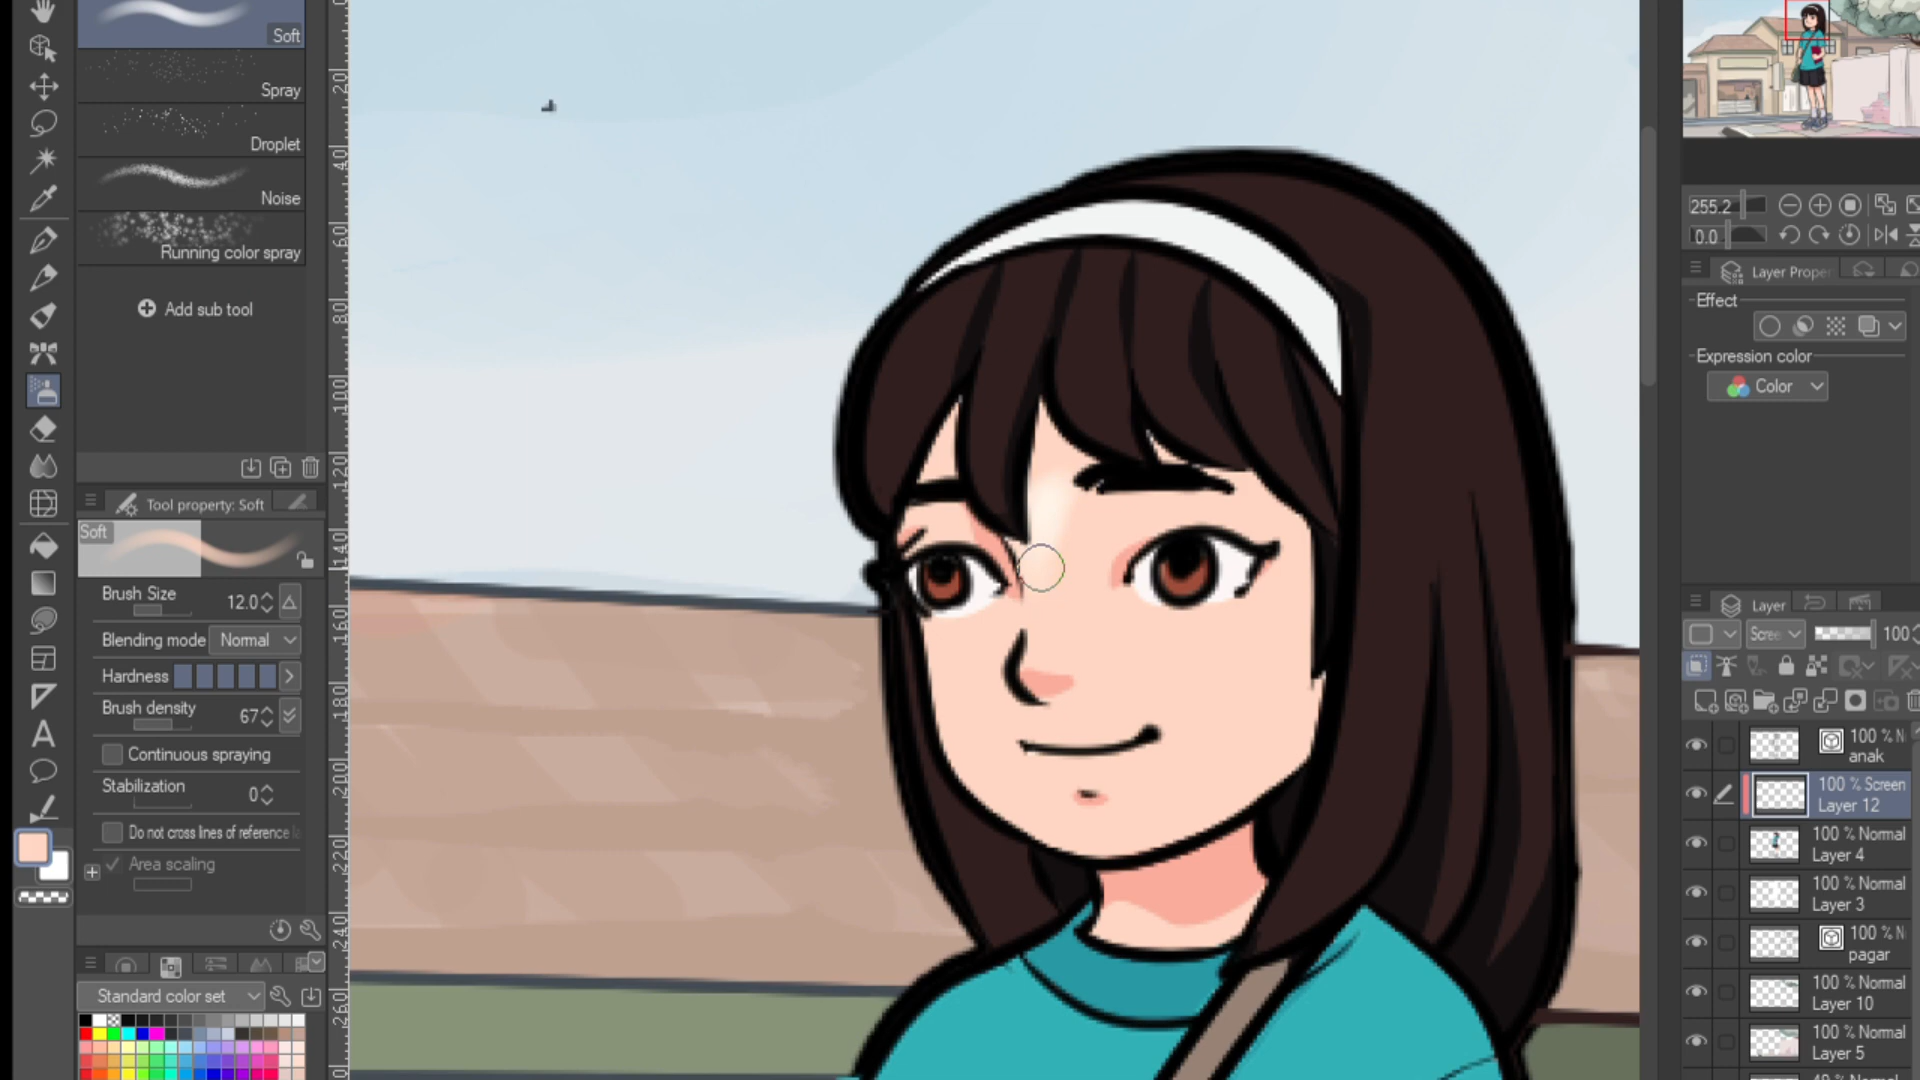 Soft
Spray
Droplet
Noise
Running color spray
Add sub tool
Tool property: Soft
Soft
Brush Size 12.0
Blending mode Normal
Hardness
Brush density 67
Continuous spraying
Stabilization 0
Do not cross lines of reference
Area scaling
Standard color set
20
40
60
80
100
120
140
160
180
200
220
240
260
255.2
0.0
Layer Proper
Effect
Expression color
Color
Layer
Scree 100
100 % N
anak
100 % Screen
Layer 12
100 % Normal
Layer 4
100 % Normal
Layer 3
100 % N
pagar
100 % Normal
Layer 10
100 % Normal
Layer 5